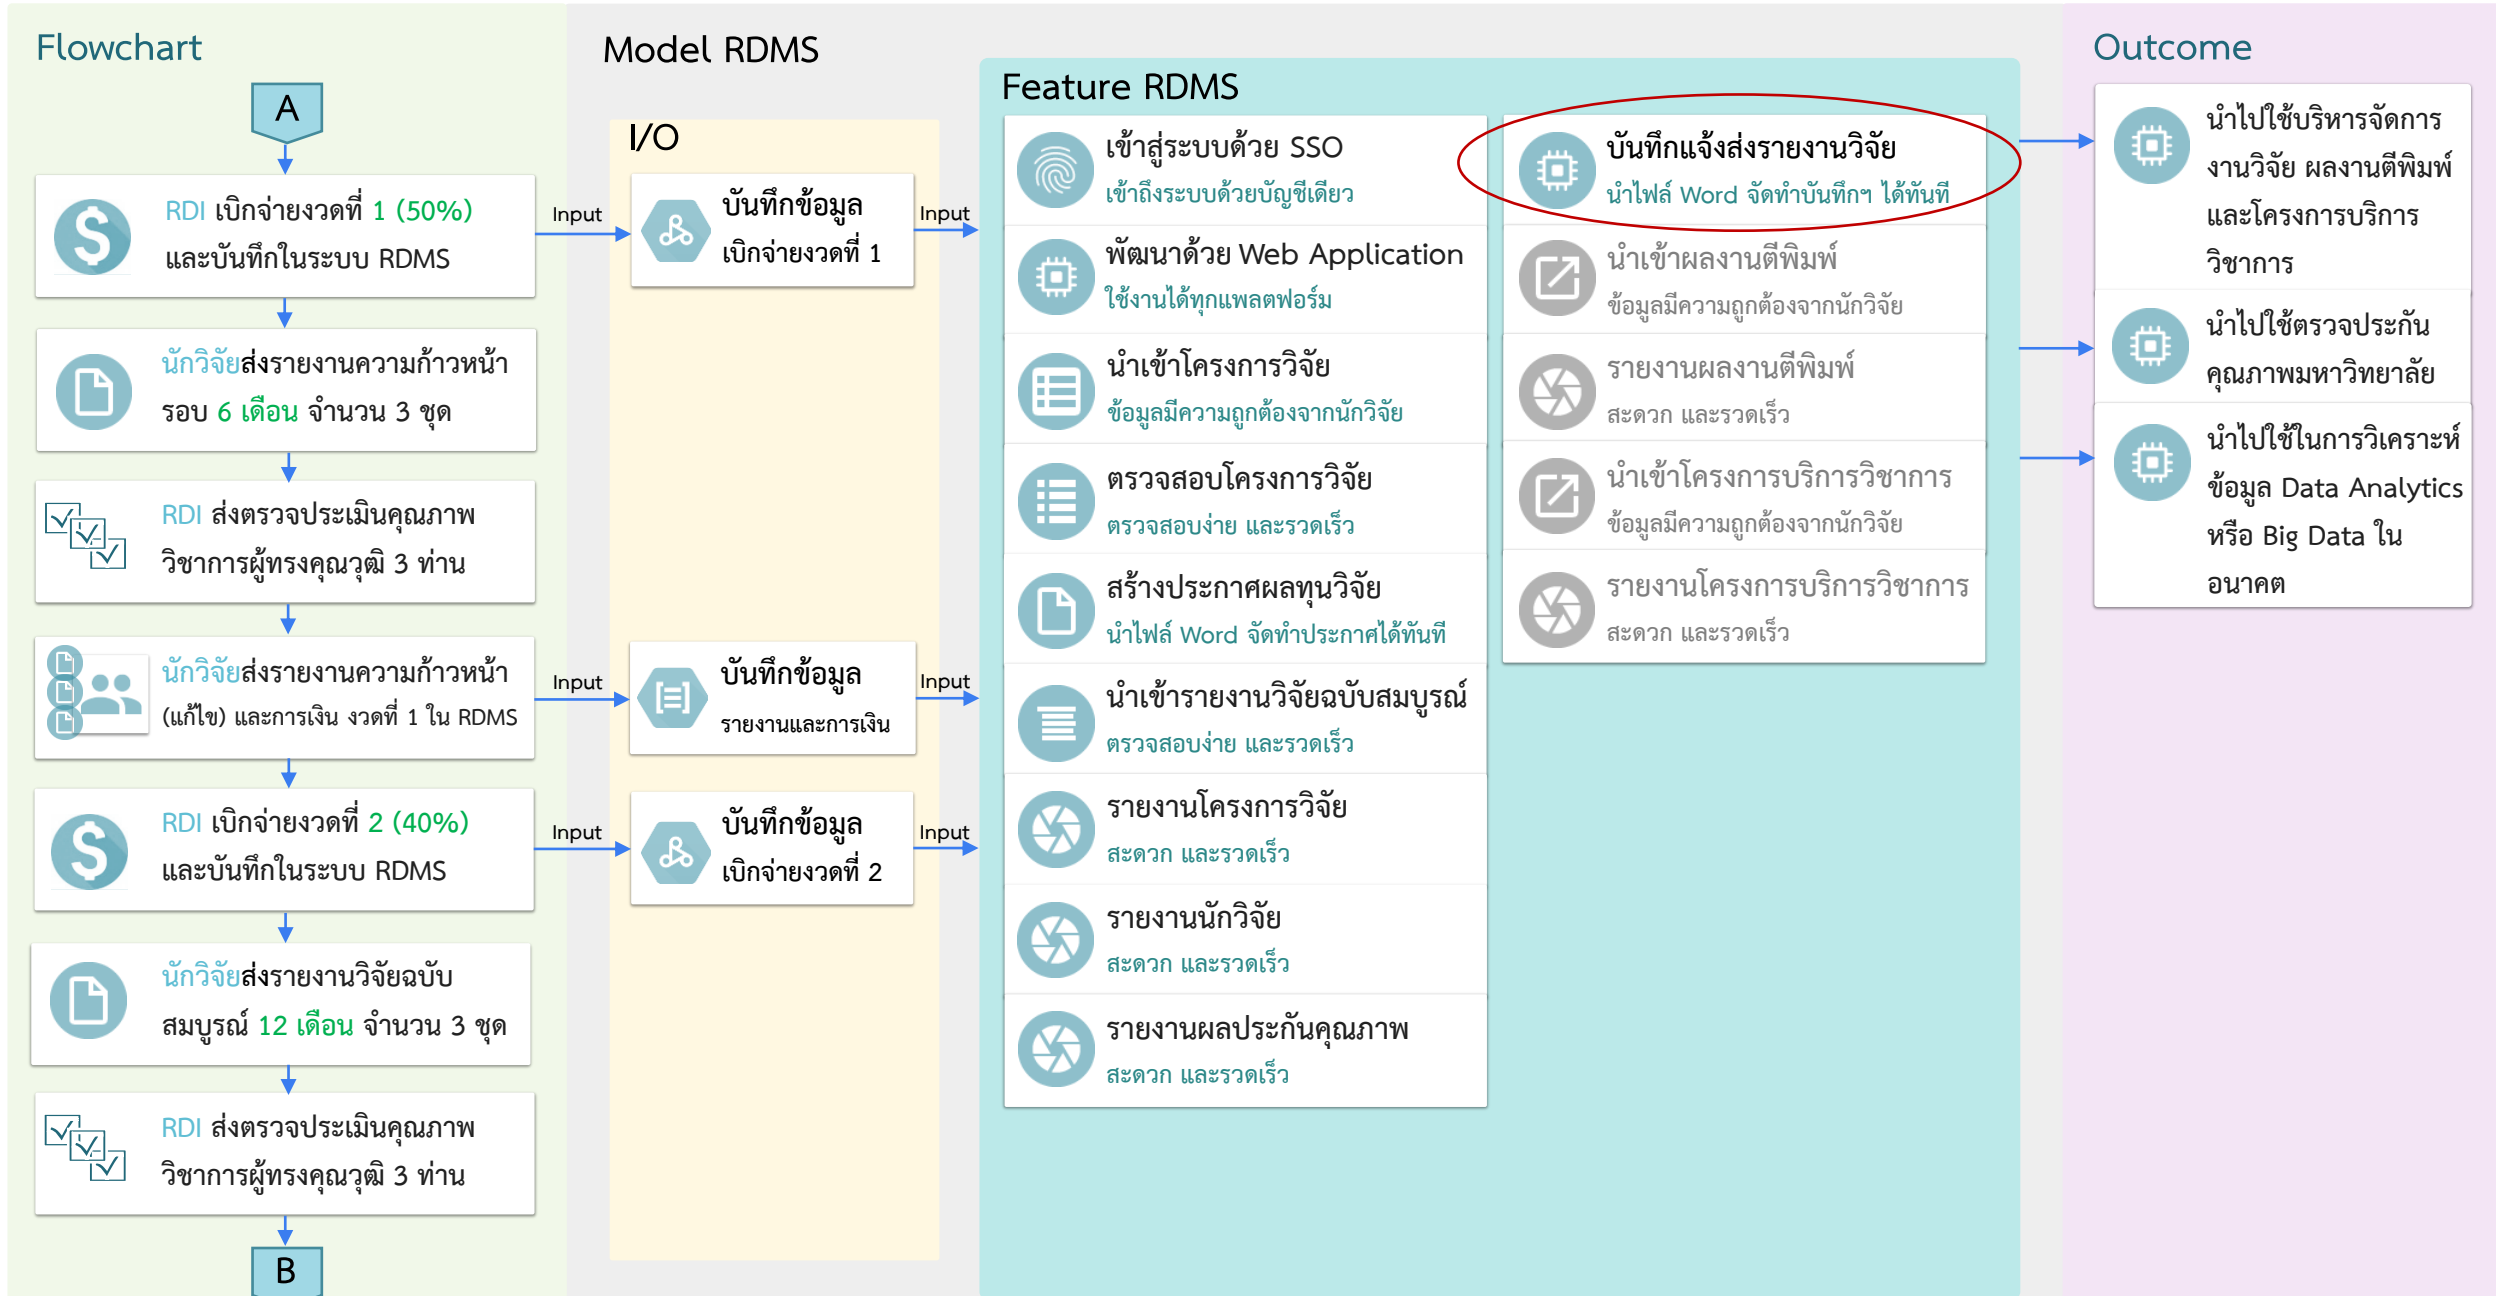 Flowchart
A
RDI เบิกจ่ายงวดที่ 1 (50%)
และบันทึกในระบบ RDMS
นักวิจัยส่งรายงานความก้าวหน้า
รอบ 6 เดือน จำนวน 3 ชุด
RDI ส่งตรวจประเมินคุณภาพ
วิชาการผู้ทรงคุณวุฒิ 3 ท่าน
นักวิจัยส่งรายงานความก้าวหน้า
(แก้ไข) และการเงิน งวดที่ 1 ใน RDMS
RDI เบิกจ่ายงวดที่ 2 (40%)
และบันทึกในระบบ RDMS
นักวิจัยส่งรายงานวิจัยฉบับ
สมบูรณ์ 12 เดือน จำนวน 3 ชุด
RDI ส่งตรวจประเมินคุณภาพ
วิชาการผู้ทรงคุณวุฒิ 3 ท่าน
B
Input
Input
Input
Model RDMS
I/O
บันทึกข้อมูล
เบิกจ่ายงวดที่ 1
บันทึกข้อมูล
รายงานและการเงิน
บันทึกข้อมูล
เบิกจ่ายงวดที่ 2
Input
Input
Input
Feature RDMS
เข้าสู่ระบบด้วย SSO
เข้าถึงระบบด้วยบัญชีเดียว
พัฒนาด้วย Web Application
ใช้งานได้ทุกแพลตฟอร์ม
นำเข้าโครงการวิจัย
ข้อมูลมีความถูกต้องจากนักวิจัย
ตรวจสอบโครงการวิจัย
ตรวจสอบง่าย และรวดเร็ว
สร้างประกาศผลทุนวิจัย
นำไฟล์ Word จัดทำประกาศได้ทันที
นำเข้ารายงานวิจัยฉบับสมบูรณ์
ตรวจสอบง่าย และรวดเร็ว
รายงานโครงการวิจัย
สะดวก และรวดเร็ว
รายงานนักวิจัย
สะดวก และรวดเร็ว
รายงานผลประกันคุณภาพ
สะดวก และรวดเร็ว
บันทึกแจ้งส่งรายงานวิจัย
นำไฟล์ Word จัดทำบันทึกฯ ได้ทันที
นำเข้าผลงานตีพิมพ์
ข้อมูลมีความถูกต้องจากนักวิจัย
รายงานผลงานตีพิมพ์
สะดวก และรวดเร็ว
นำเข้าโครงการบริการวิชาการ
ข้อมูลมีความถูกต้องจากนักวิจัย
รายงานโครงการบริการวิชาการ
สะดวก และรวดเร็ว
Outcome
นำไปใช้บริหารจัดการ
งานวิจัย ผลงานตีพิมพ์
และโครงการบริการ
วิชาการ
นำไปใช้ตรวจประกัน
คุณภาพมหาวิทยาลัย
นำไปใช้ในการวิเคราะห์
ข้อมูล Data Analytics
หรือ Big Data ใน
อนาคต